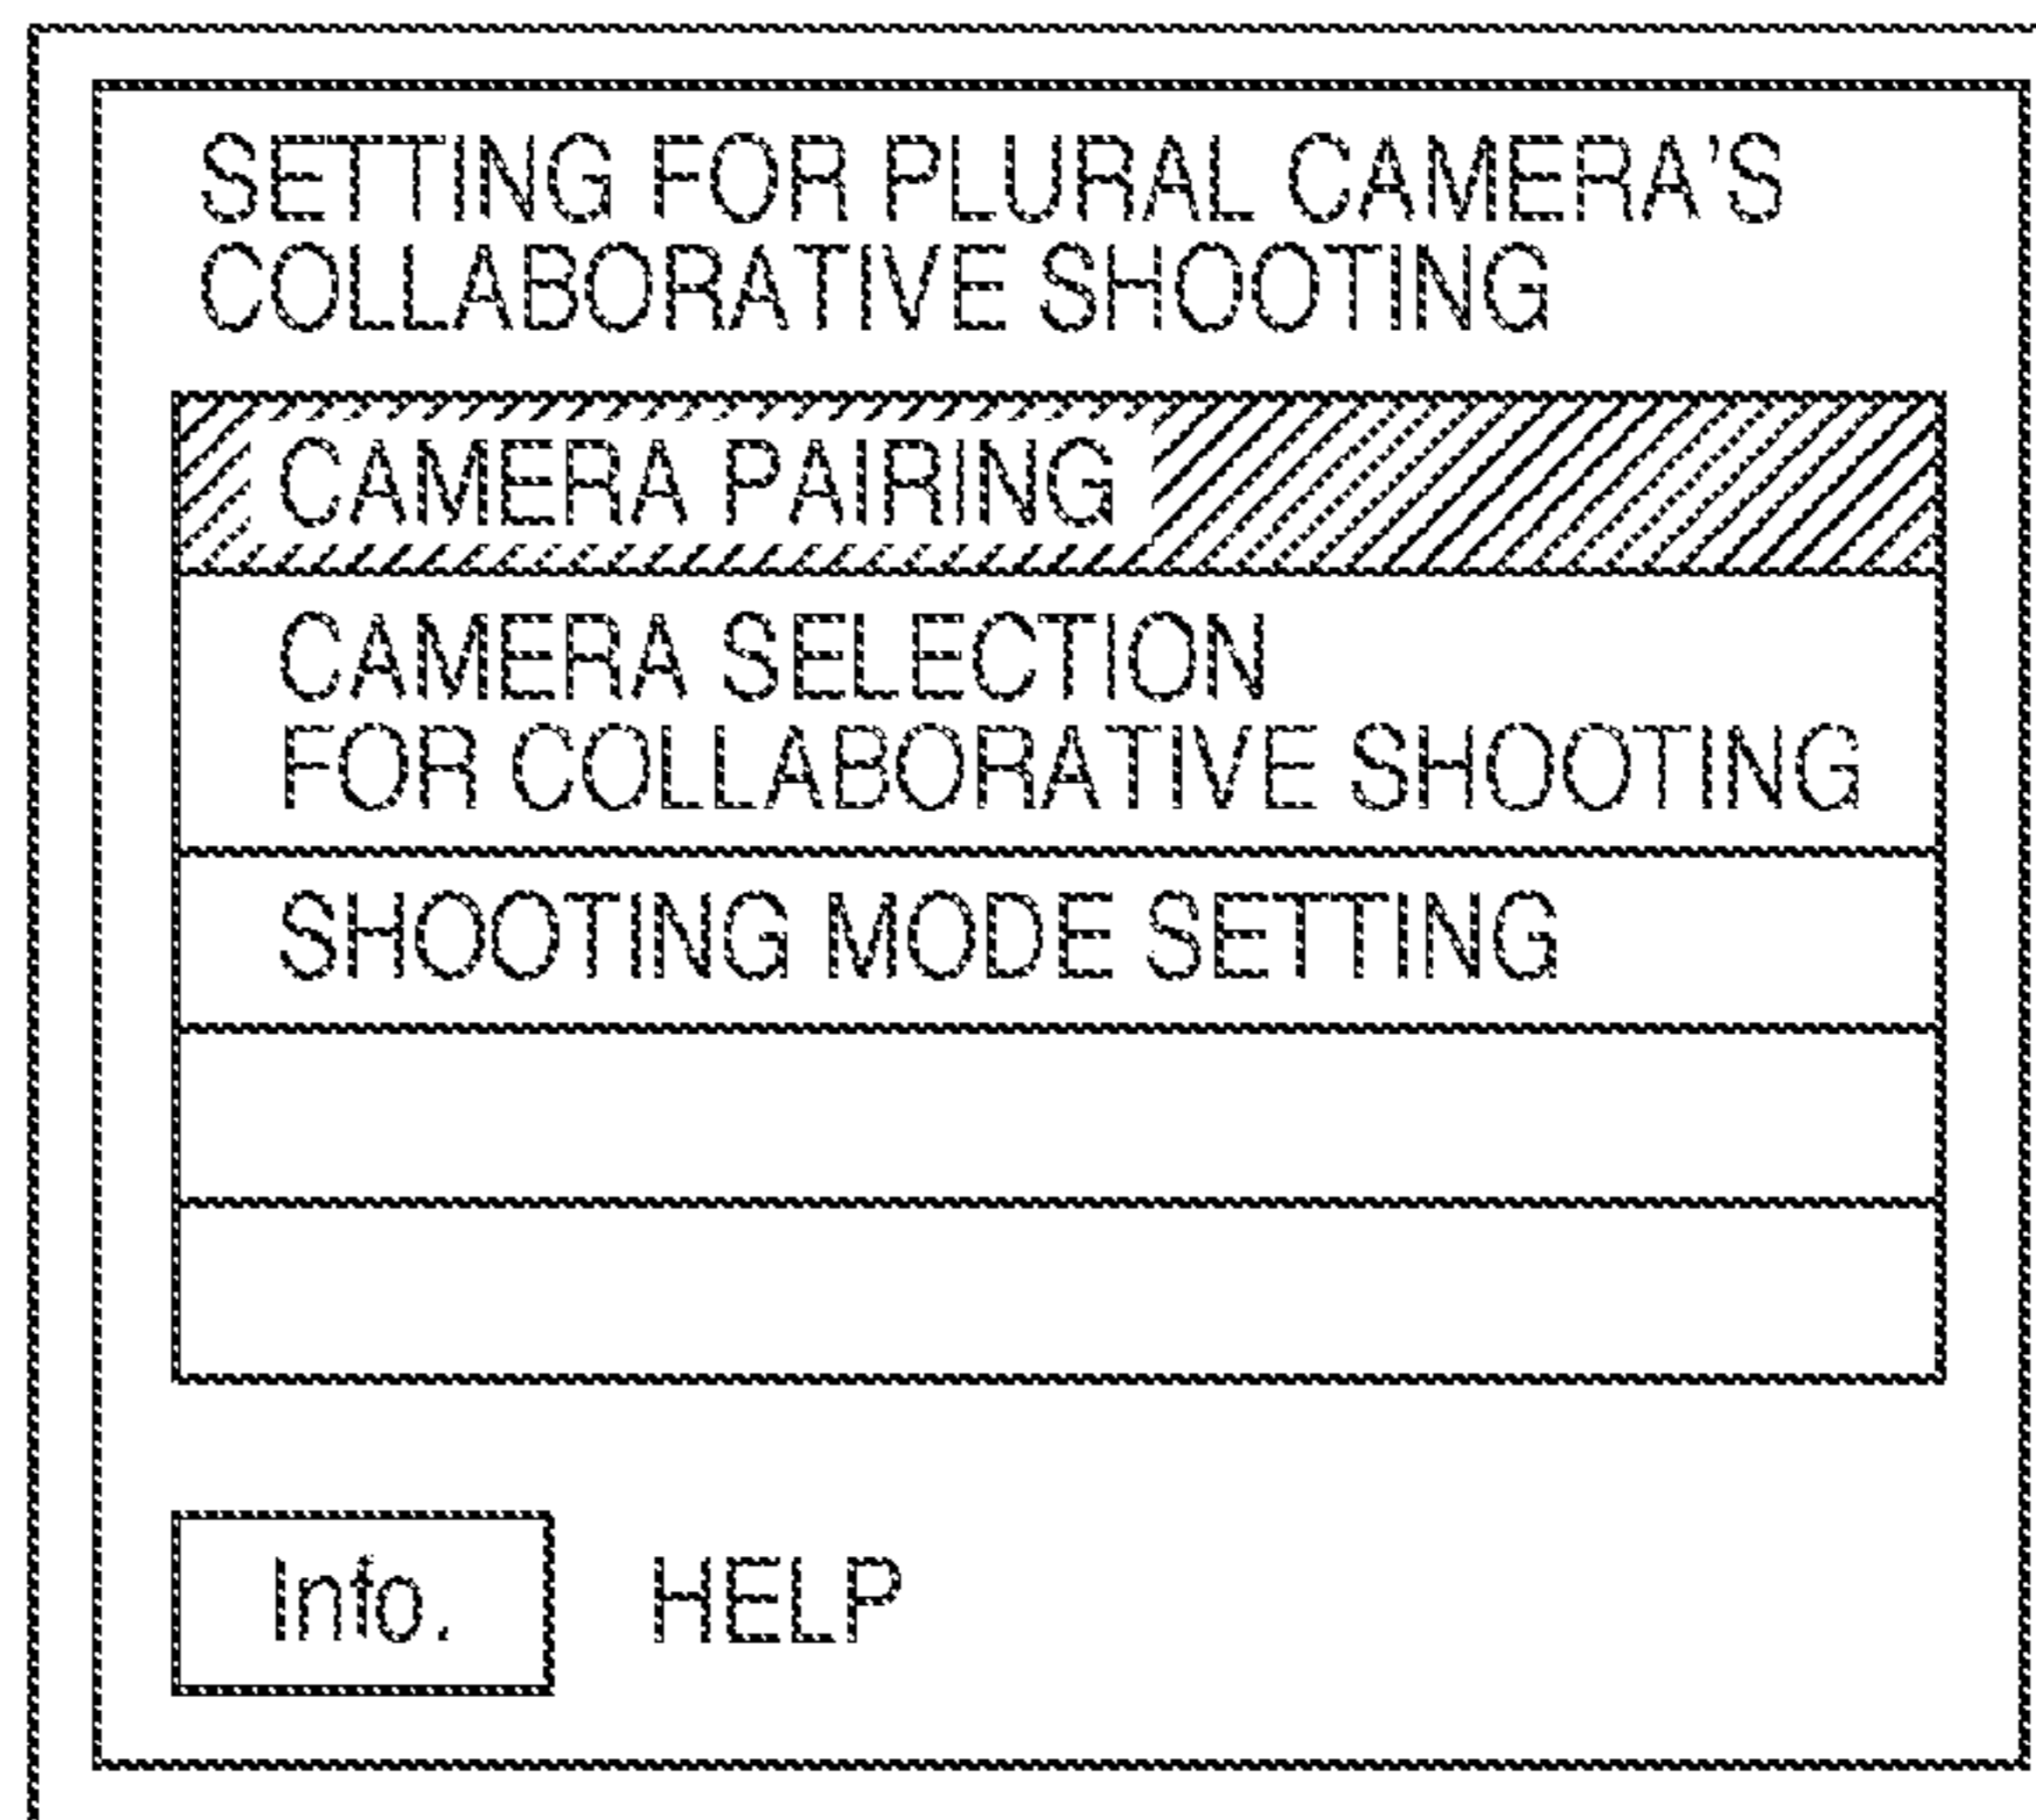 SETTING FOR PLURAL CAMERA'S
COLLABORATIVE SHOOTING
CAMERA PAIRING
CAMERA SELECTION
FOR COLLABORATIVE SHOOTING
SHOOTING MODE SETTING
Info. HELP